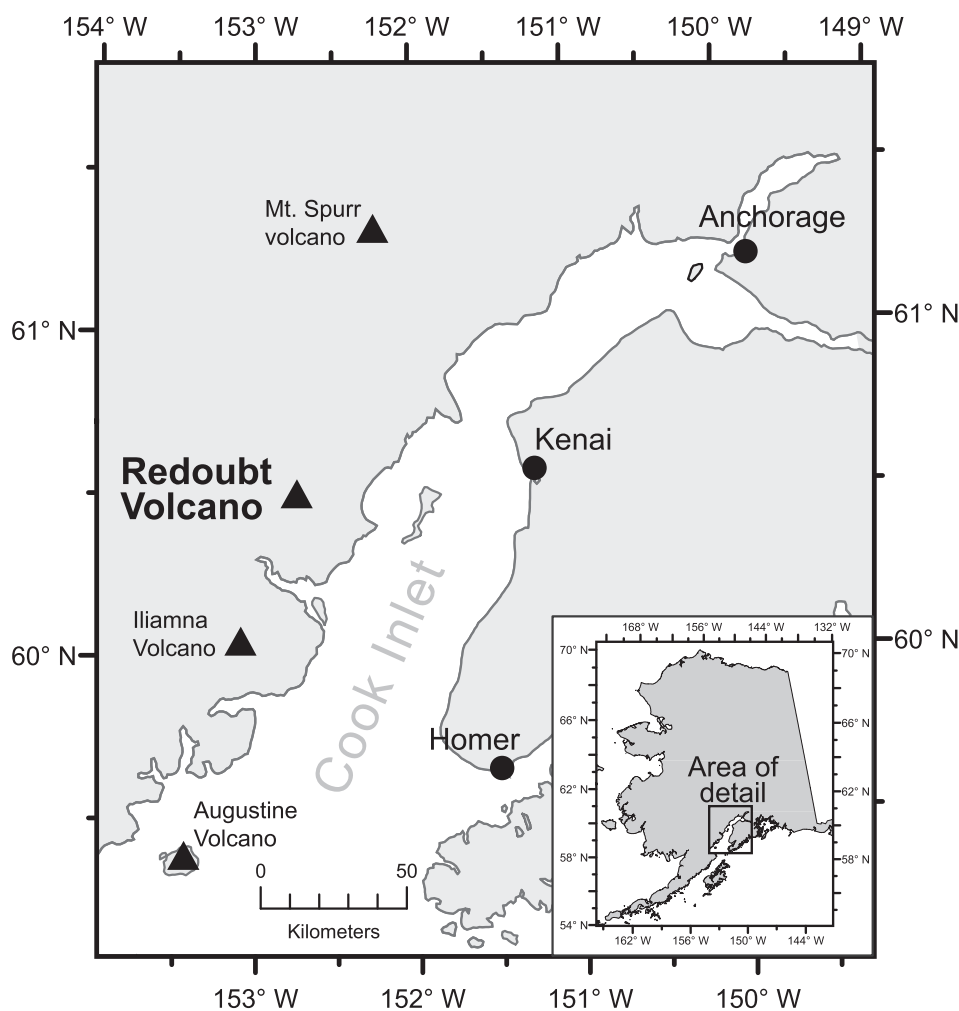 154° W 153° W 152° W 151° W 150° W 149° W
Anchorage
Mt. Spurr
volcano
61° N
61° N
Kenai
Redoubt
Volcano
Cook Inlet
Iliamna
Volcano
60° N
60° N
Homer
Augustine
Volcano
0 50
Kilometers
168° W 156° W 144° W 132° W
70° N
70° N
66° N
66° N
Area of
detail
62° N
62° N
58° N
58° N
54° N
162° W 156° W 150° W 144° W
153° W 152° W 151° W 150° W